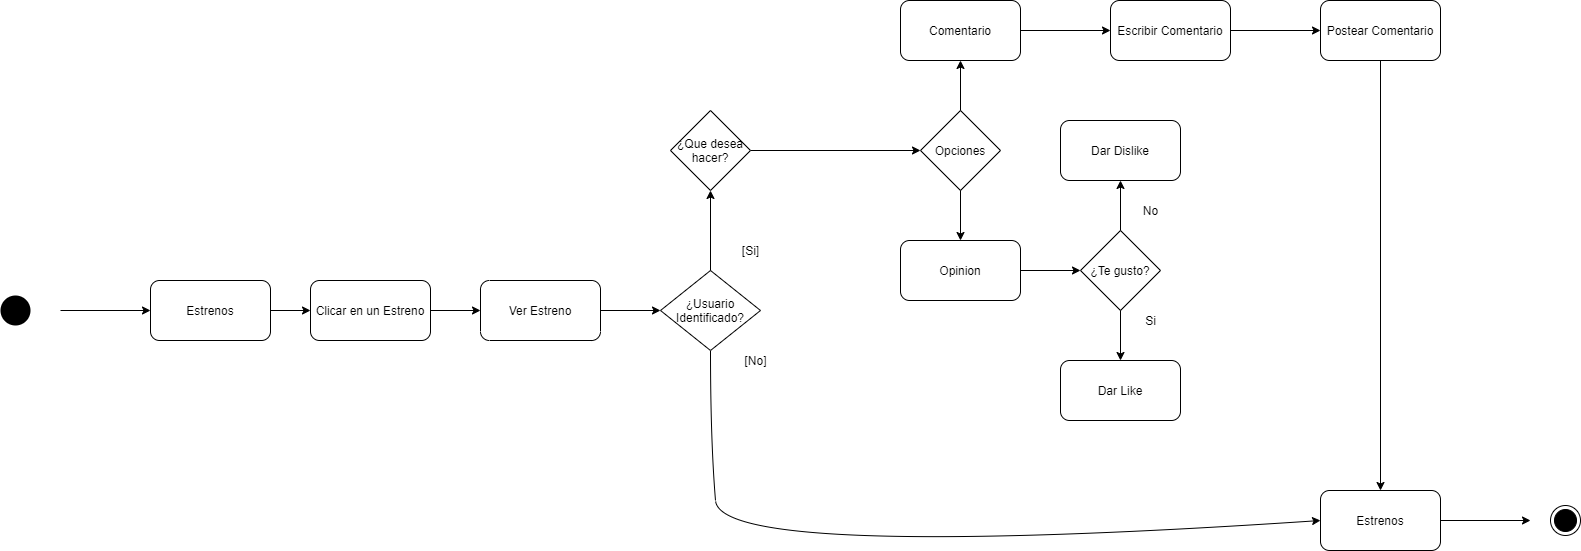 Comentario
Escribir Comentario
Postear Comentario
¿Que desea
hacer?
Opciones
Dar Dislike
No
[Si]
Opinion
¿Te gusto?
Estrenos
Clicar en un Estreno
Ver Estreno
¿Usuario
Identificado?
Si
[No]
Dar Like
Estrenos